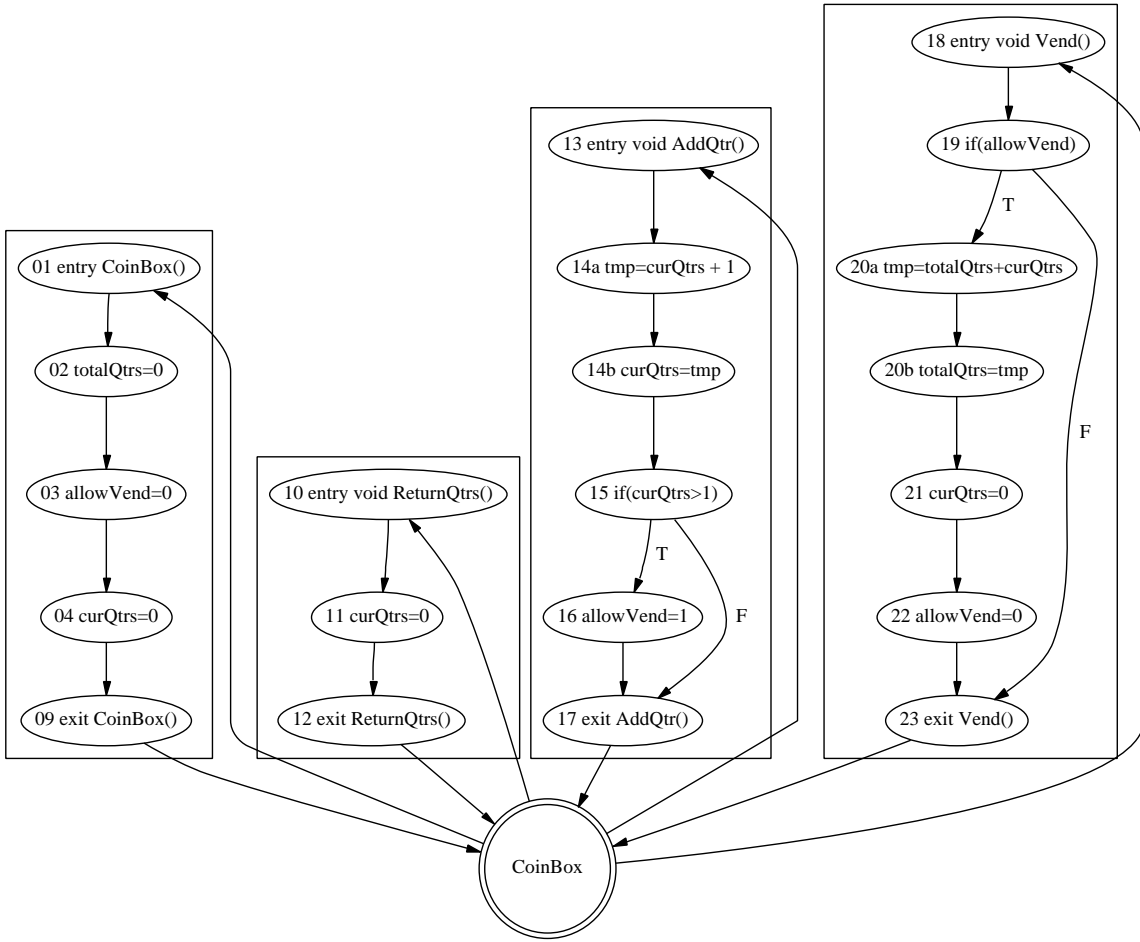 18 entry void Vend()
13 entry void AddQtr()
19 if(allowVend)
T
01 entry CoinBox()
14a tmp=curQtrs + 1
20a tmp=totalQtrs+curQtrs
02 totalQtrs=0
14b curQtrs=tmp
20b totalQtrs=tmp
F
03 allowVend=0
10 entry void ReturnQtrs()
15 if(curQtrs>1)
21 curQtrs=0
T
04 curQtrs=0
11 curQtrs=0
16 allowVend=1
F
22 allowVend=0
09 exit CoinBox()
12 exit ReturnQtrs()
17 exit AddQtr()
23 exit Vend()
CoinBox